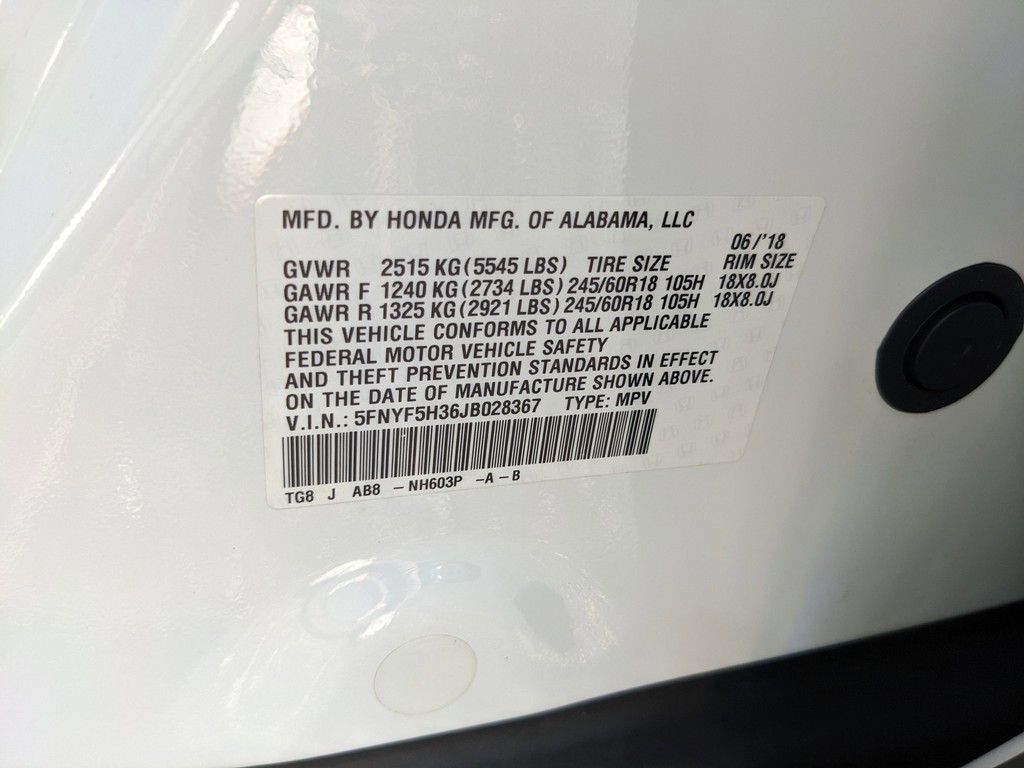 MFD. BY HONDA MFG. OF ALABAMA, LLC
06/'18
GVWR 2515 KG (5545 LBS) TIRE SIZE RIM SIZE
GAWR F 1240 KG (2734 LBS) 245/60R18 105H 18X8.0J
GAWR R 1325 KG (2921 LBS) 245/60R18 105H 18X8.0J
THIS VEHICLE CONFORMS TO ALL APPLICABLE
FEDERAL MOTOR VEHICLE SAFETY
AND THEFT PREVENTION STANDARDS IN EFFECT
ON THE DATE OF MANUFACTURE SHOWN ABOVE.
V.I.N.: 5FNYF5H36JB028367 TYPE: MPV
TG8 J AB8 – NH603P –A – B